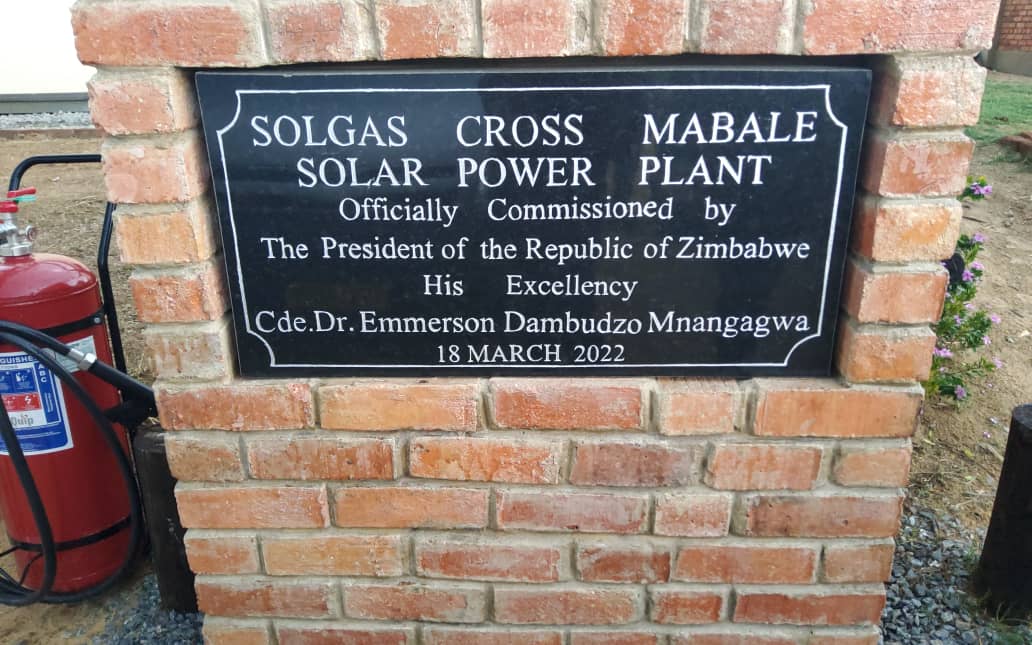 SOLGAS CROSS MABALE
SOLAR POWER PLANT
Officially Commissioned by
The President of the Republic of Zimbabwe
His Excellency
Cde.Dr. Emmerson Dambudzo Mnangagwa
18 MARCH 2022
A B C